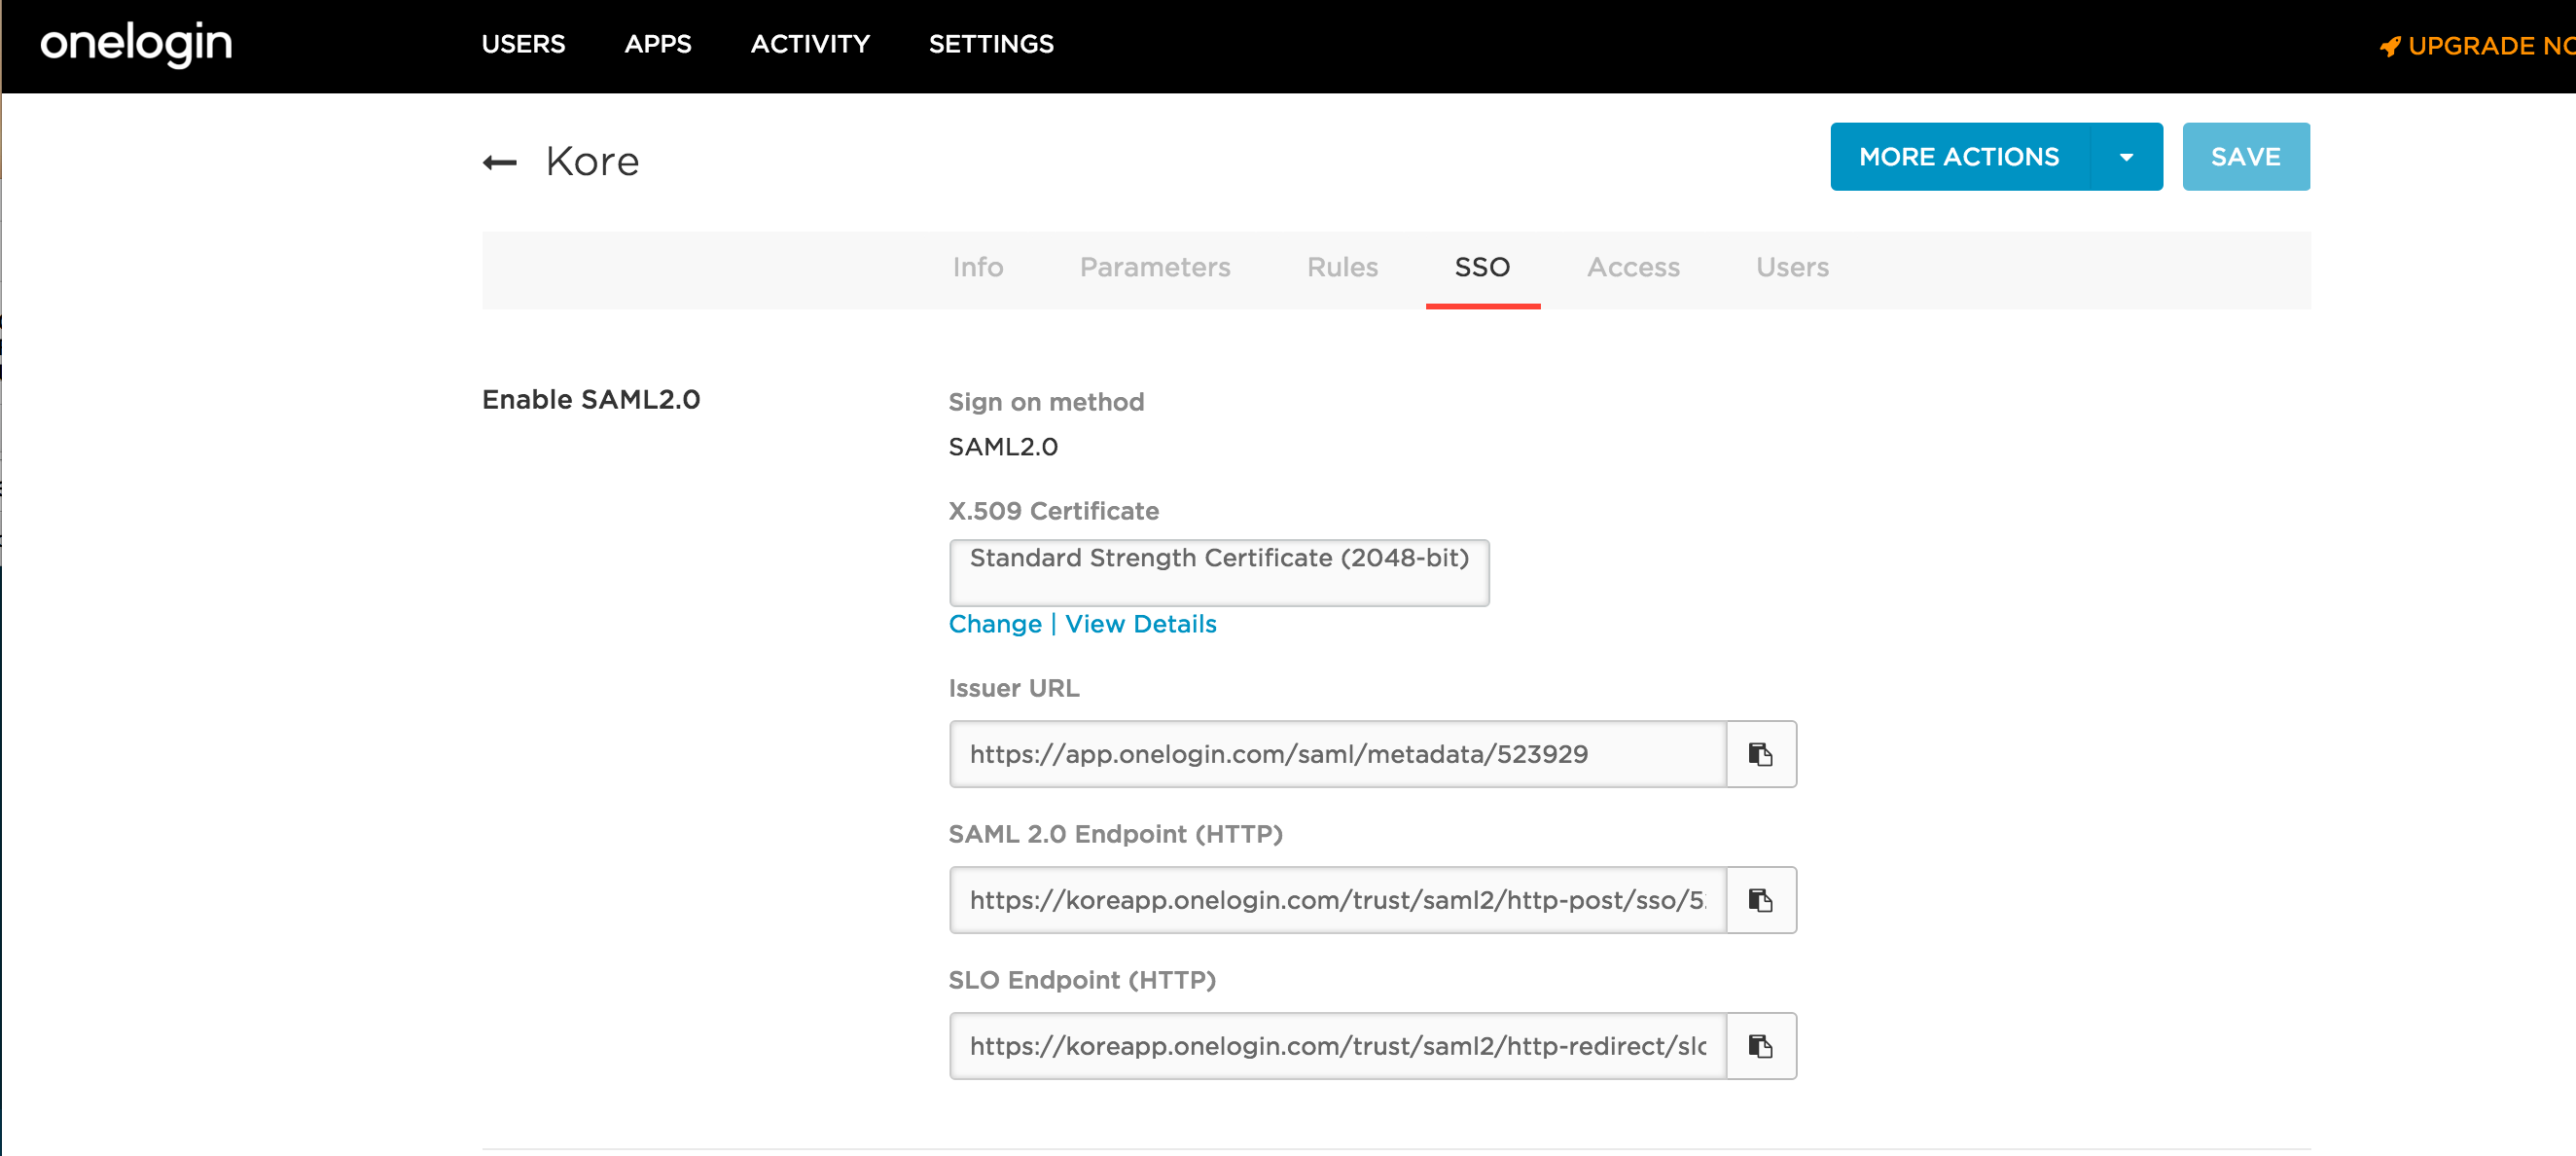 onelogin USERS APPS ACTIVITY SETTINGS UPGRADE
Kore MORE ACTIONS SAVE
Info Parameters Rules SSO Access Users
Enable SAML2.0
Sign on method
SAML2.0
X.509 Certificate
Standard Strength Certificate (2048-bit)
Change | View Details
Issuer URL
https://app.onelogin.com/saml/metadata/523929
SAML 2.0 Endpoint (HTTP)
https://koreapp.onelogin.com/trust/saml2/http-post/sso/5
SLO Endpoint (HTTP)
https://koreapp.onelogin.com/trust/saml2/http-redirect/slo